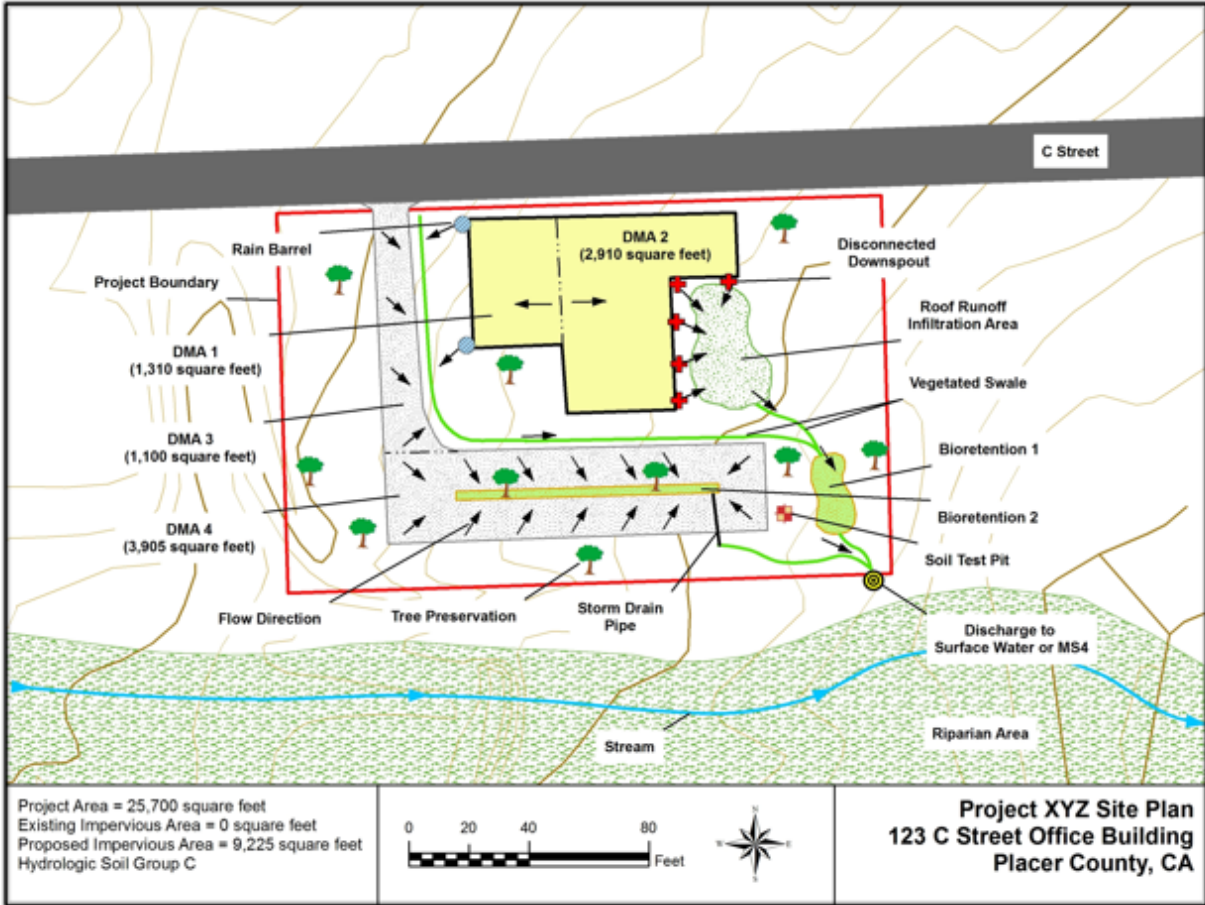 C Street
Rain Barrel
DMA 2
(2,910 square feet)
Disconnected
Downspout
Project Boundary
Roof Runoff
Infiltration Area
DMA 1
(1,310 square feet)
Vegetated Swale
DMA 3
(1,100 square feet)
Bioretention 1
DMA 4
(3,905 square feet)
Bioretention 2
Soil Test Pit
Flow Direction
Tree Preservation
Storm Drain
Pipe
Discharge to
Surface Water or MS4
Stream
Riparian Area
Project Area = 25,700 square feet
Existing Impervious Area = 0 square feet
Proposed Impervious Area = 9,225 square feet
Hydrologic Soil Group C
0 20 40 80
Feet
N
W E
S
Project XYZ Site Plan
123 C Street Office Building
Placer County, CA